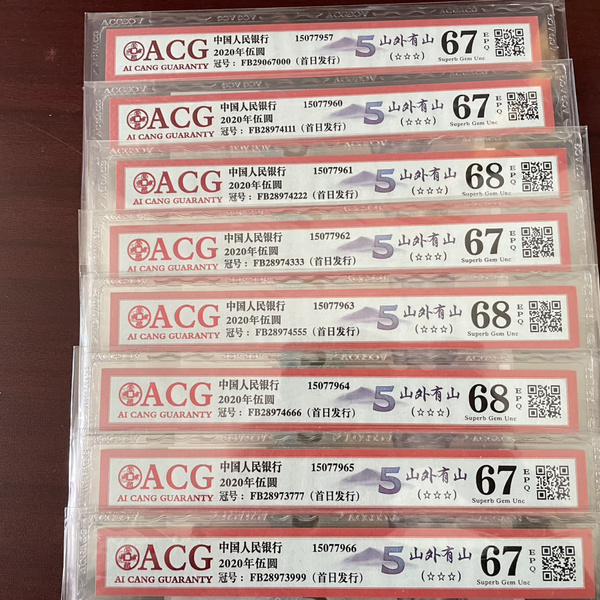 ACG 中国人民银行 15077957 5 山外有山 67 EPQ
AI CANG GUARANTY 2020年伍圆
冠号：FB29067000（首日发行） (☆☆☆) Superb Gem Unc
ACG 中国人民银行 15077960 5 山外有山 67 EPQ
AI CANG GUARANTY 2020年伍圆
冠号：FB28974111（首日发行） (☆☆☆) Superb Gem Unc
ACG 中国人民银行 15077961 5 山外有山 68 EPQ
AI CANG GUARANTY 2020年伍圆
冠号：FB28974222（首日发行） (☆☆☆) Superb Gem Unc
ACG 中国人民银行 15077962 5 山外有山 67 EPQ
AI CANG GUARANTY 2020年伍圆
冠号：FB28974333（首日发行） (☆☆☆) Superb Gem Unc
ACG 中国人民银行 15077963 5 山外有山 68 EPQ
AI CANG GUARANTY 2020年伍圆
冠号：FB28974555（首日发行） (☆☆☆) Superb Gem Unc
ACG 中国人民银行 15077964 5 山外有山 68 EPQ
AI CANG GUARANTY 2020年伍圆
冠号：FB28974666（首日发行） (☆☆☆) Superb Gem Unc
ACG 中国人民银行 15077965 5 山外有山 67 EPQ
AI CANG GUARANTY 2020年伍圆
冠号：FB28973777（首日发行） (☆☆☆) Superb Gem Unc
ACG 中国人民银行 15077966 5 山外有山 67 EPQ
AI CANG GUARANTY 2020年伍圆
冠号：FB28973999（首日发行） (☆☆☆) Superb Gem Unc